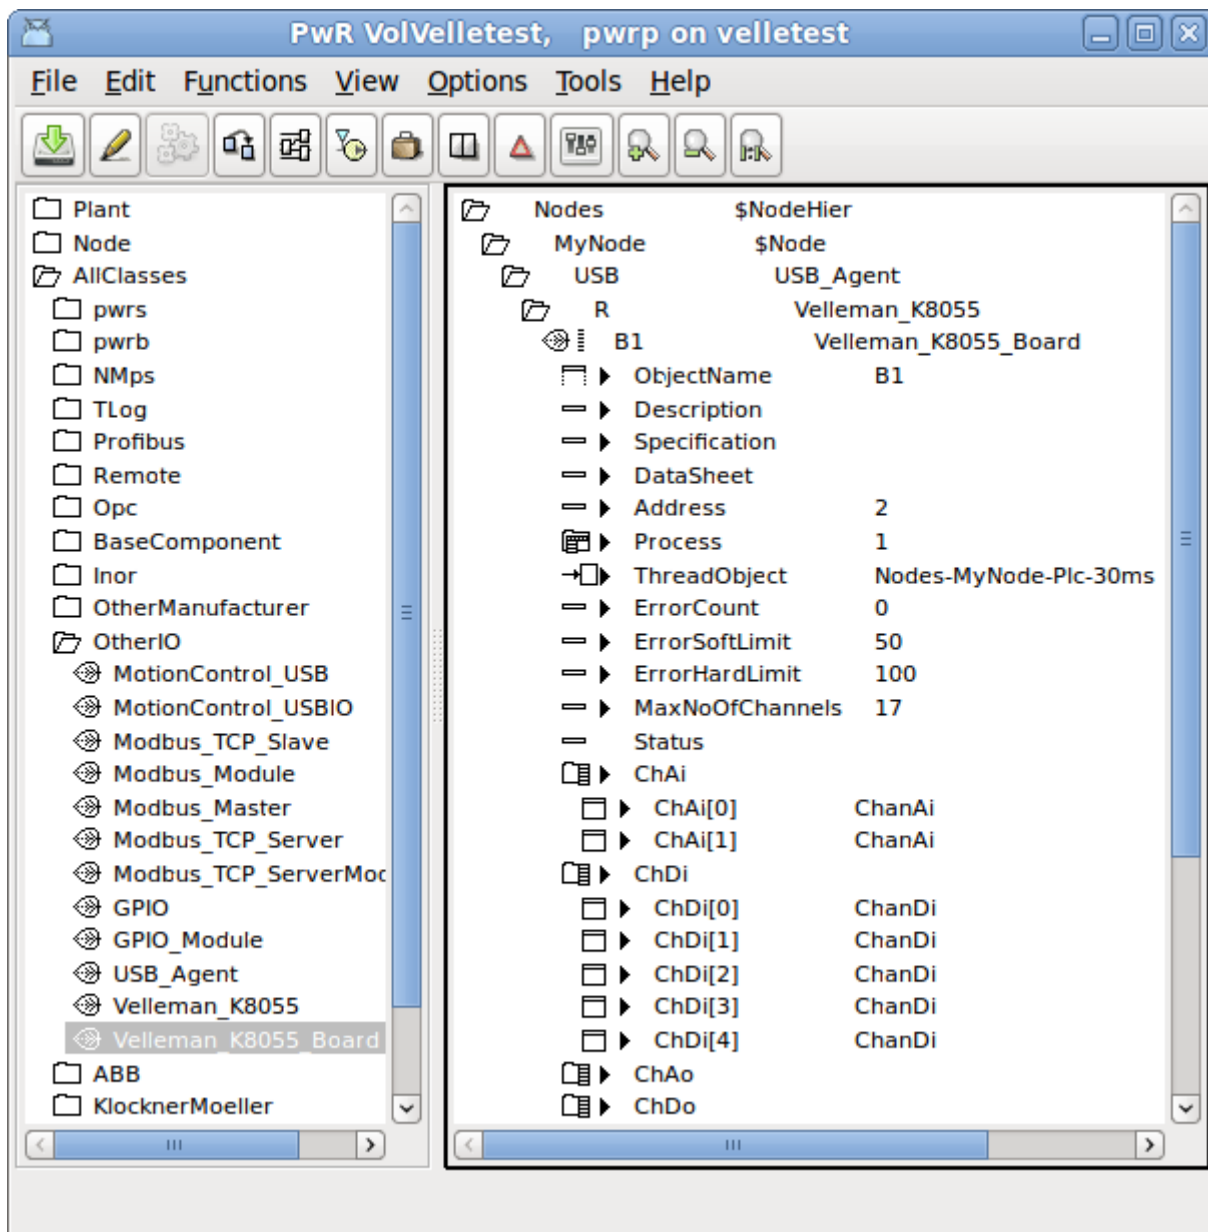 PwR VolVelletest, pwrp on velletest
File Edit Functions View Options Tools Help
Plant
Node
AllClasses
pwrs
pwrb
NMps
TLog
Profibus
Remote
Opc
BaseComponent
Inor
OtherManufacturer
OtherIO
MotionControl_USB
MotionControl_USBIO
Modbus_TCP_Slave
Modbus_Module
Modbus_Master
Modbus_TCP_Server
Modbus_TCP_ServerMoc
GPIO
GPIO_Module
USB_Agent
Velleman_K8055
Velleman_K8055_Board
ABB
KlocknerMoeller
Nodes $NodeHier
MyNode $Node
USB USB_Agent
R Velleman_K8055
B1 Velleman_K8055_Board
ObjectName B1
Description
Specification
DataSheet
Address 2
Process 1
ThreadObject Nodes-MyNode-Plc-30ms
ErrorCount 0
ErrorSoftLimit 50
ErrorHardLimit 100
MaxNoOfChannels 17
Status
ChAi
ChAi[0] ChanAi
ChAi[1] ChanAi
ChDi
ChDi[0] ChanDi
ChDi[1] ChanDi
ChDi[2] ChanDi
ChDi[3] ChanDi
ChDi[4] ChanDi
ChAo
ChDo